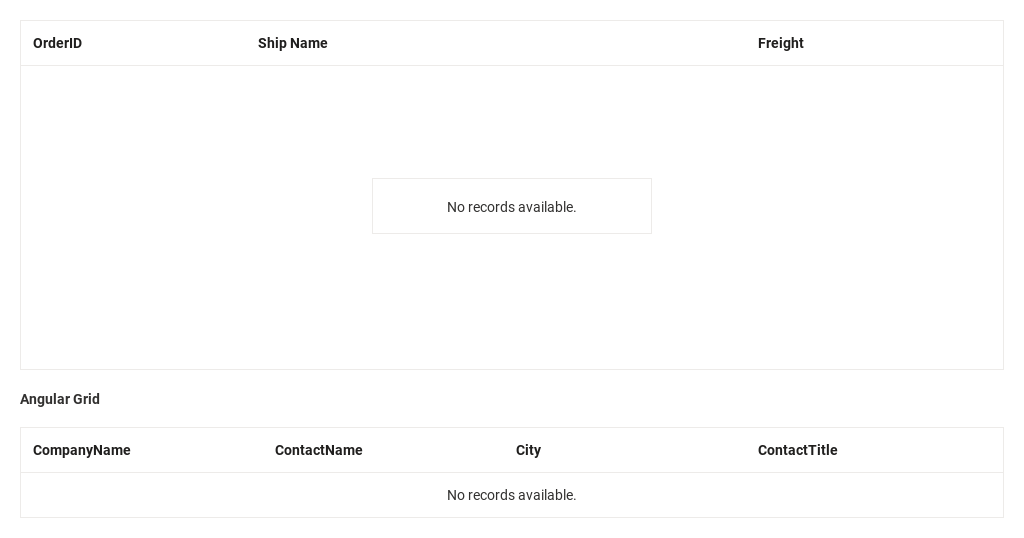 OrderID Ship Name Freight
No records available.
Angular Grid
CompanyName ContactName City ContactTitle
No records available.